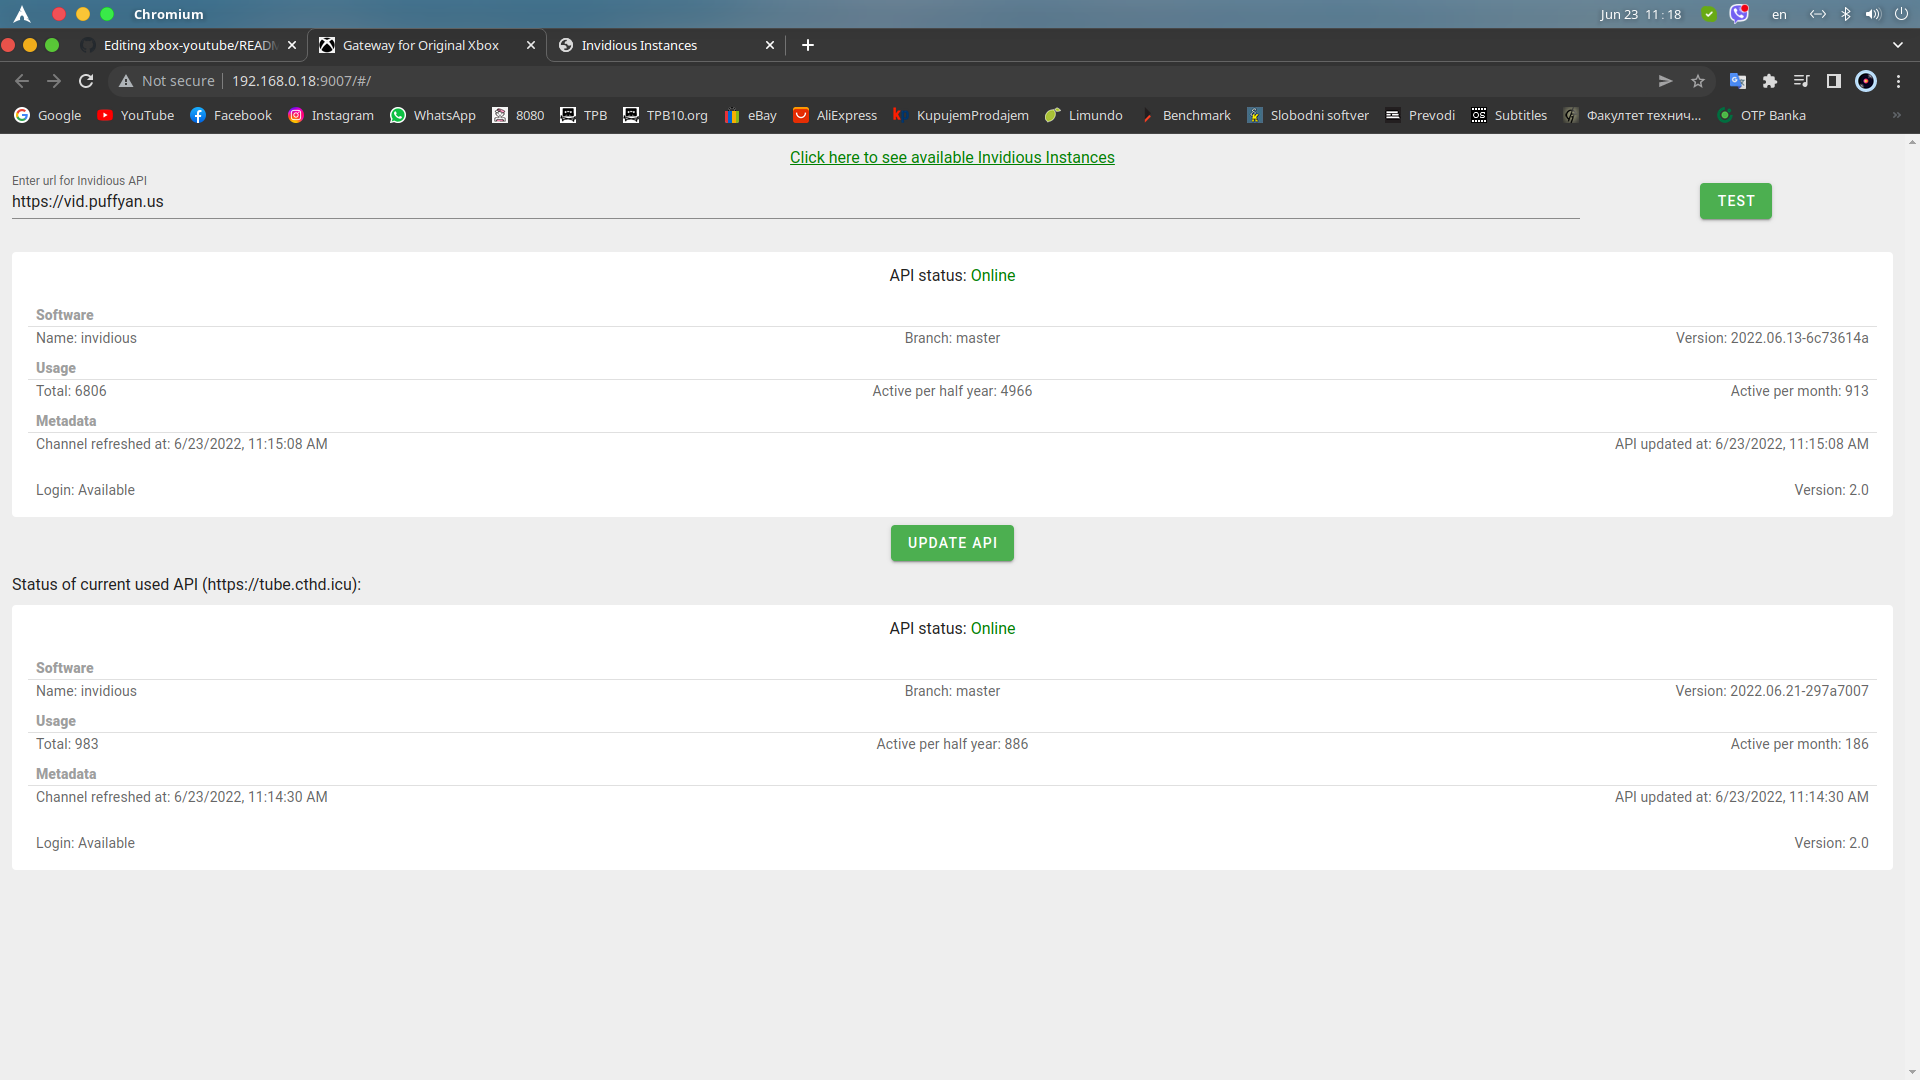 Chromium
Jun 23 11:18
en
Editing xbox-youtube/READM
Gateway for Original Xbox
Invidious Instances
Not secure
192.168.0.18:9007/#/
Google
YouTube
Facebook
Instagram
WhatsApp
8080
TPB
TPB10.org
eBay
AliExpress
KupujemProdajem
Limundo
Benchmark
Slobodni softver
Prevodi
Subtitles
Факултет технич...
OTP Banka
Click here to see available Invidious Instances
Enter url for Invidious API
https://vid.puffyan.us
TEST
API status: Online
Software
Name: invidious
Branch: master
Version: 2022.06.13-6c73614a
Usage
Total: 6806
Active per half year: 4966
Active per month: 913
Metadata
Channel refreshed at: 6/23/2022, 11:15:08 AM
API updated at: 6/23/2022, 11:15:08 AM
Login: Available
Version: 2.0
UPDATE API
Status of current used API (https://tube.cthd.icu):
API status: Online
Software
Name: invidious
Branch: master
Version: 2022.06.21-297a7007
Usage
Total: 983
Active per half year: 886
Active per month: 186
Metadata
Channel refreshed at: 6/23/2022, 11:14:30 AM
API updated at: 6/23/2022, 11:14:30 AM
Login: Available
Version: 2.0